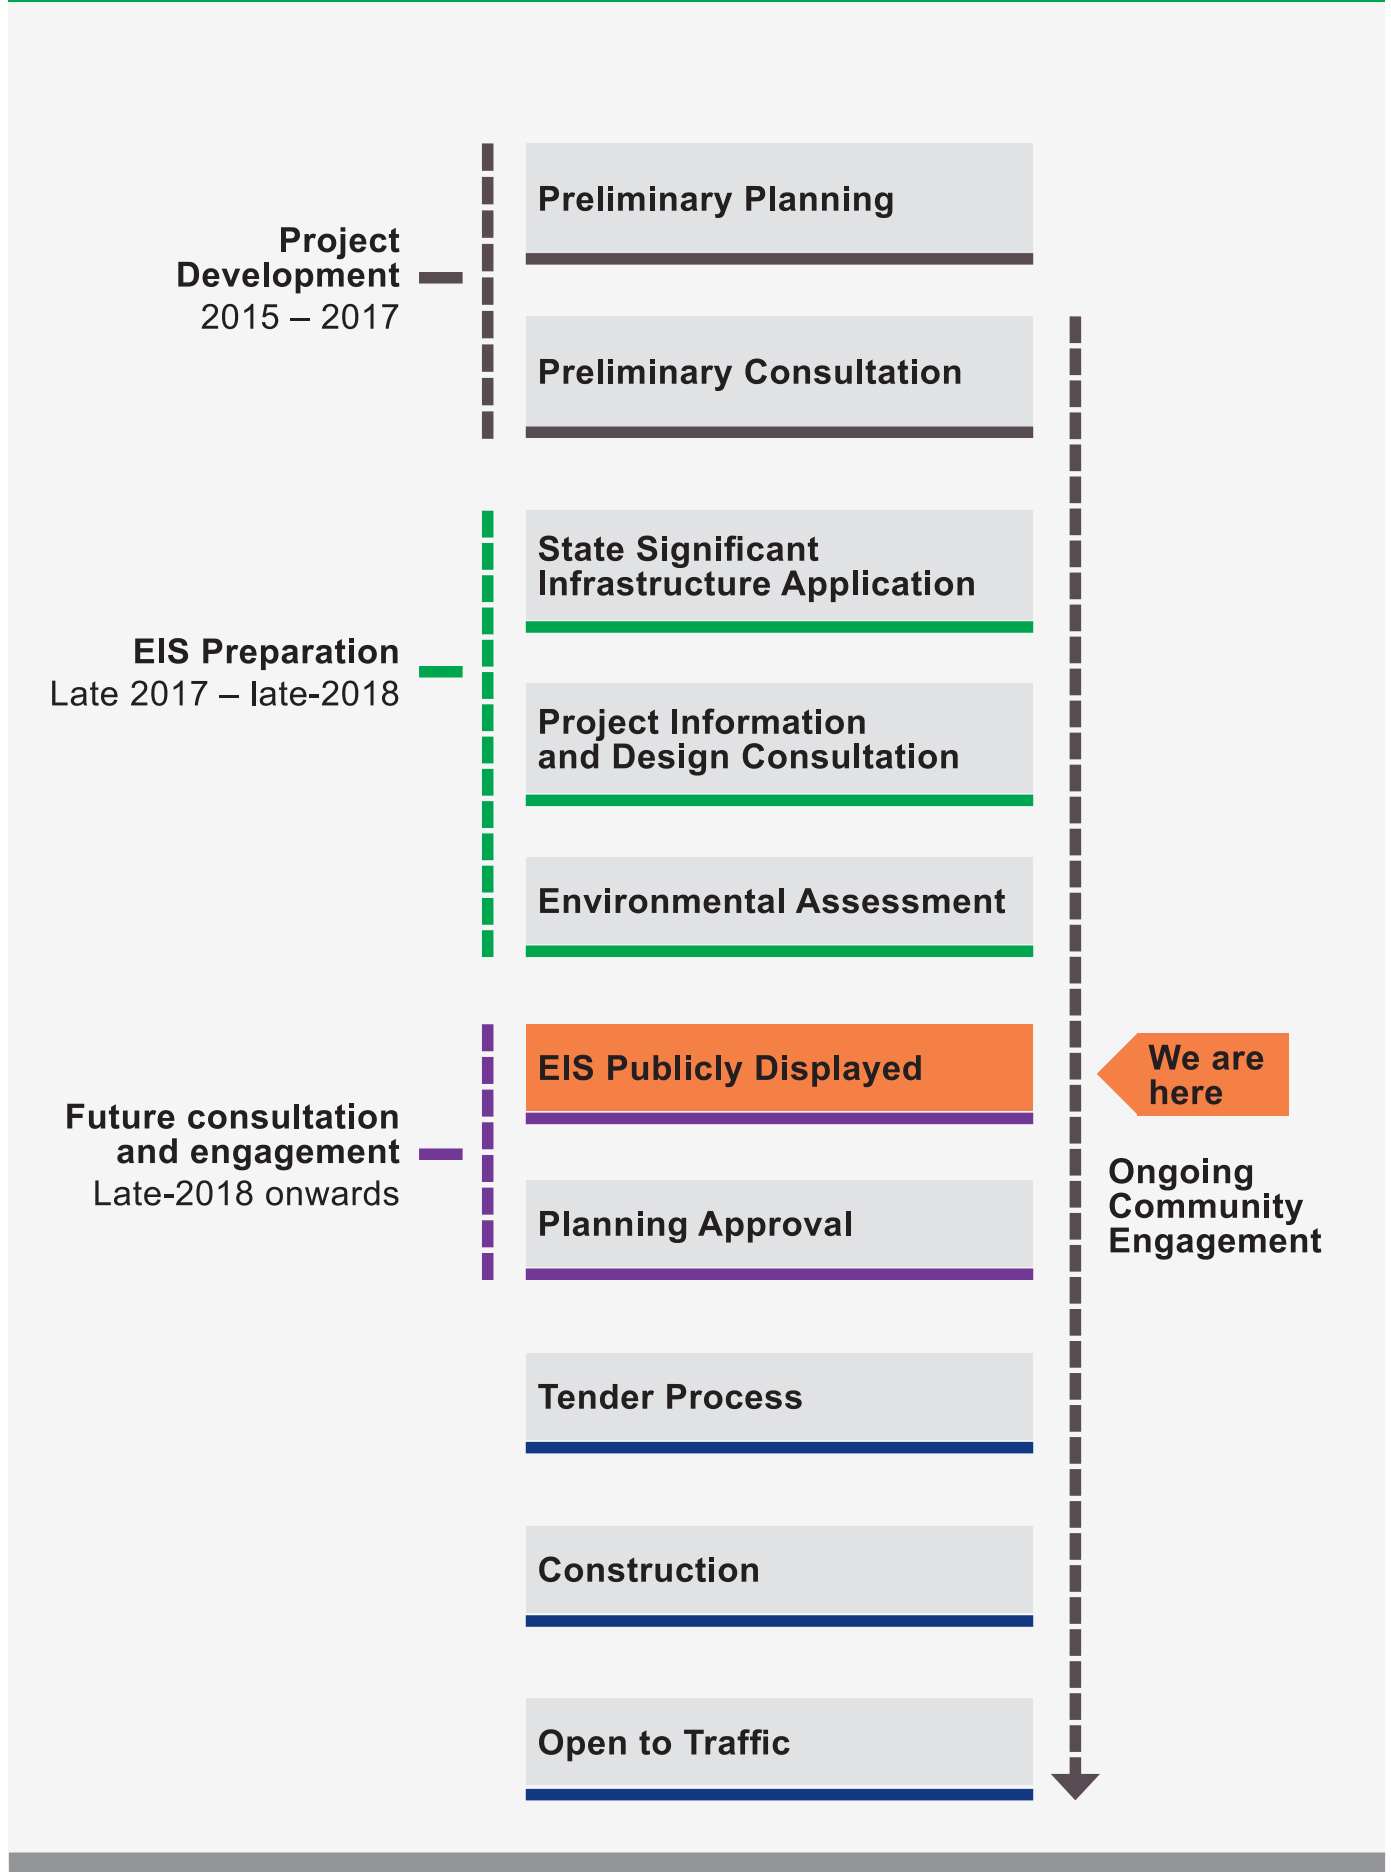 Preliminary Planning
Project
Development
2015 – 2017
Preliminary Consultation
State Significant
Infrastructure Application
EIS Preparation
Late 2017 – late-2018
Project Information
and Design Consultation
Environmental Assessment
EIS Publicly Displayed
We are
here
Future consultation
and engagement
Late-2018 onwards
Ongoing
Community
Engagement
Planning Approval
Tender Process
Construction
Open to Traffic